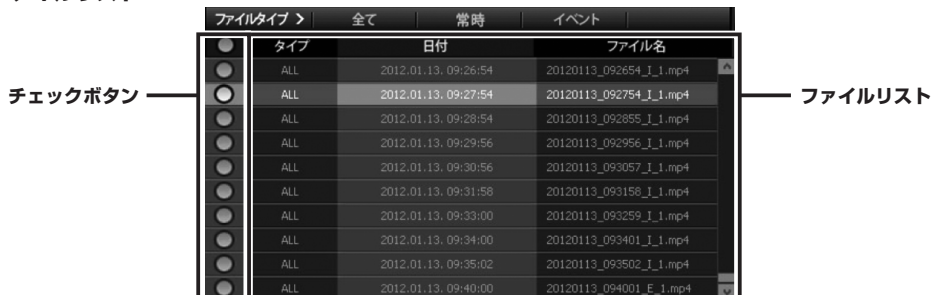 ファイルタイプ > 全て 常時 イベント
タイプ 日付 ファイル名
ALL 2012.01.13. 09:26:54 20120113_092654_I_1.mp4
チェックボタン ALL 2012.01.13. 09:27:54 20120113_092754_I_1.mp4 ファイルリスト
ALL 2012.01.13. 09:28:54 20120113_092855_I_1.mp4
ALL 2012.01.13. 09:29:56 20120113_092956_I_1.mp4
ALL 2012.01.13. 09:30:56 20120113_093057_I_1.mp4
ALL 2012.01.13. 09:31:58 20120113_093158_I_1.mp4
ALL 2012.01.13. 09:33:00 20120113_093259_I_1.mp4
ALL 2012.01.13. 09:34:00 20120113_093401_I_1.mp4
ALL 2012.01.13. 09:35:02 20120113_093502_I_1.mp4
ALL 2012.01.13. 09:40:00 20120113_094001_E_1.mp4